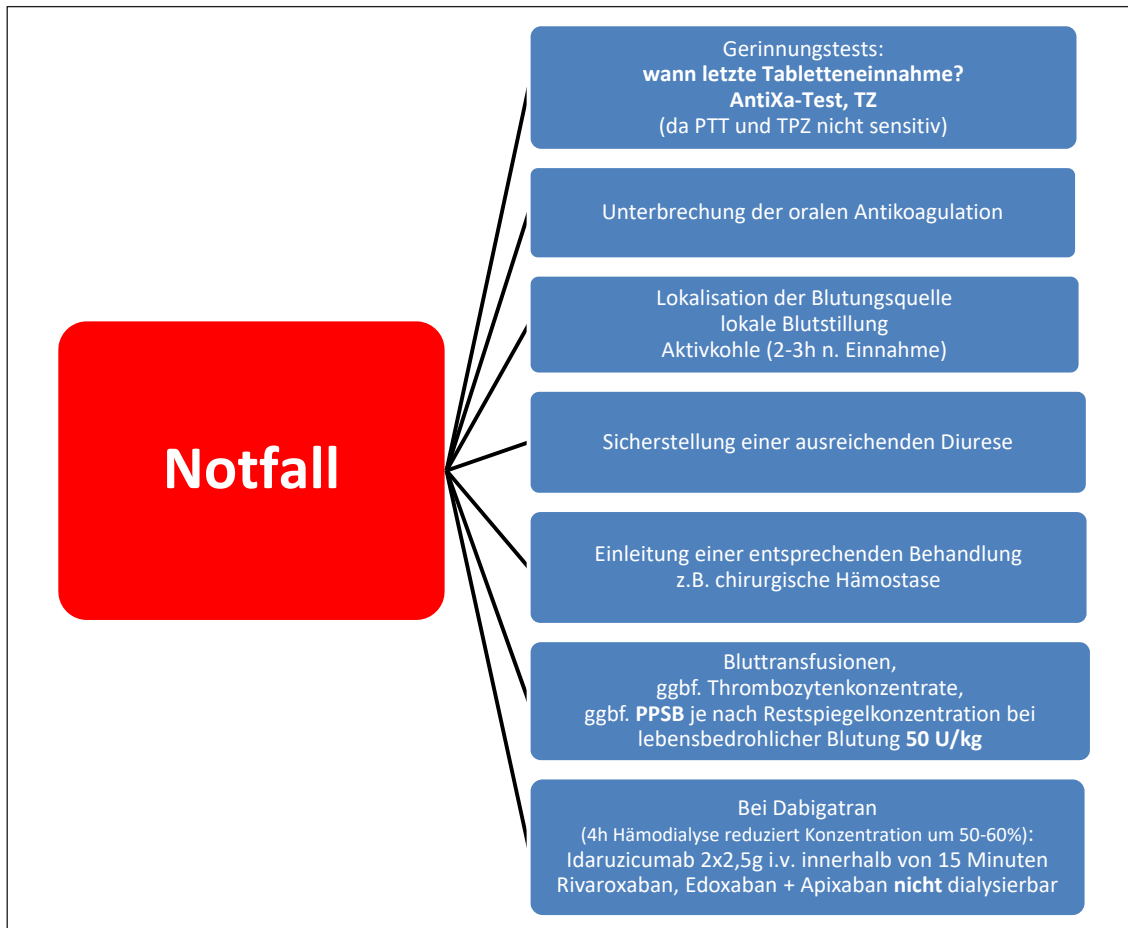 Notfall
Gerinnungstests:
wann letzte Tabletteneinnahme?
AntiXa-Test, TZ
(da PTT und TPZ nicht sensitiv)
Unterbrechung der oralen Antikoagulation
Lokalisation der Blutungsquelle
lokale Blutstillung
Aktivkohle (2-3h n. Einnahme)
Sicherstellung einer ausreichenden Diurese
Einleitung einer entsprechenden Behandlung
z.B. chirurgische Hämostase
Bluttransfusionen,
ggbf. Thrombozytenkonzentrate,
ggbf. PPSB je nach Restspiegelkonzentration bei
lebensbedrohlicher Blutung 50 U/kg
Bei Dabigatran
(4h Hämodialyse reduziert Konzentration um 50-60%):
Idaruzicumab 2x2,5g i.v. innerhalb von 15 Minuten
Rivaroxaban, Edoxaban + Apixaban nicht dialysierbar